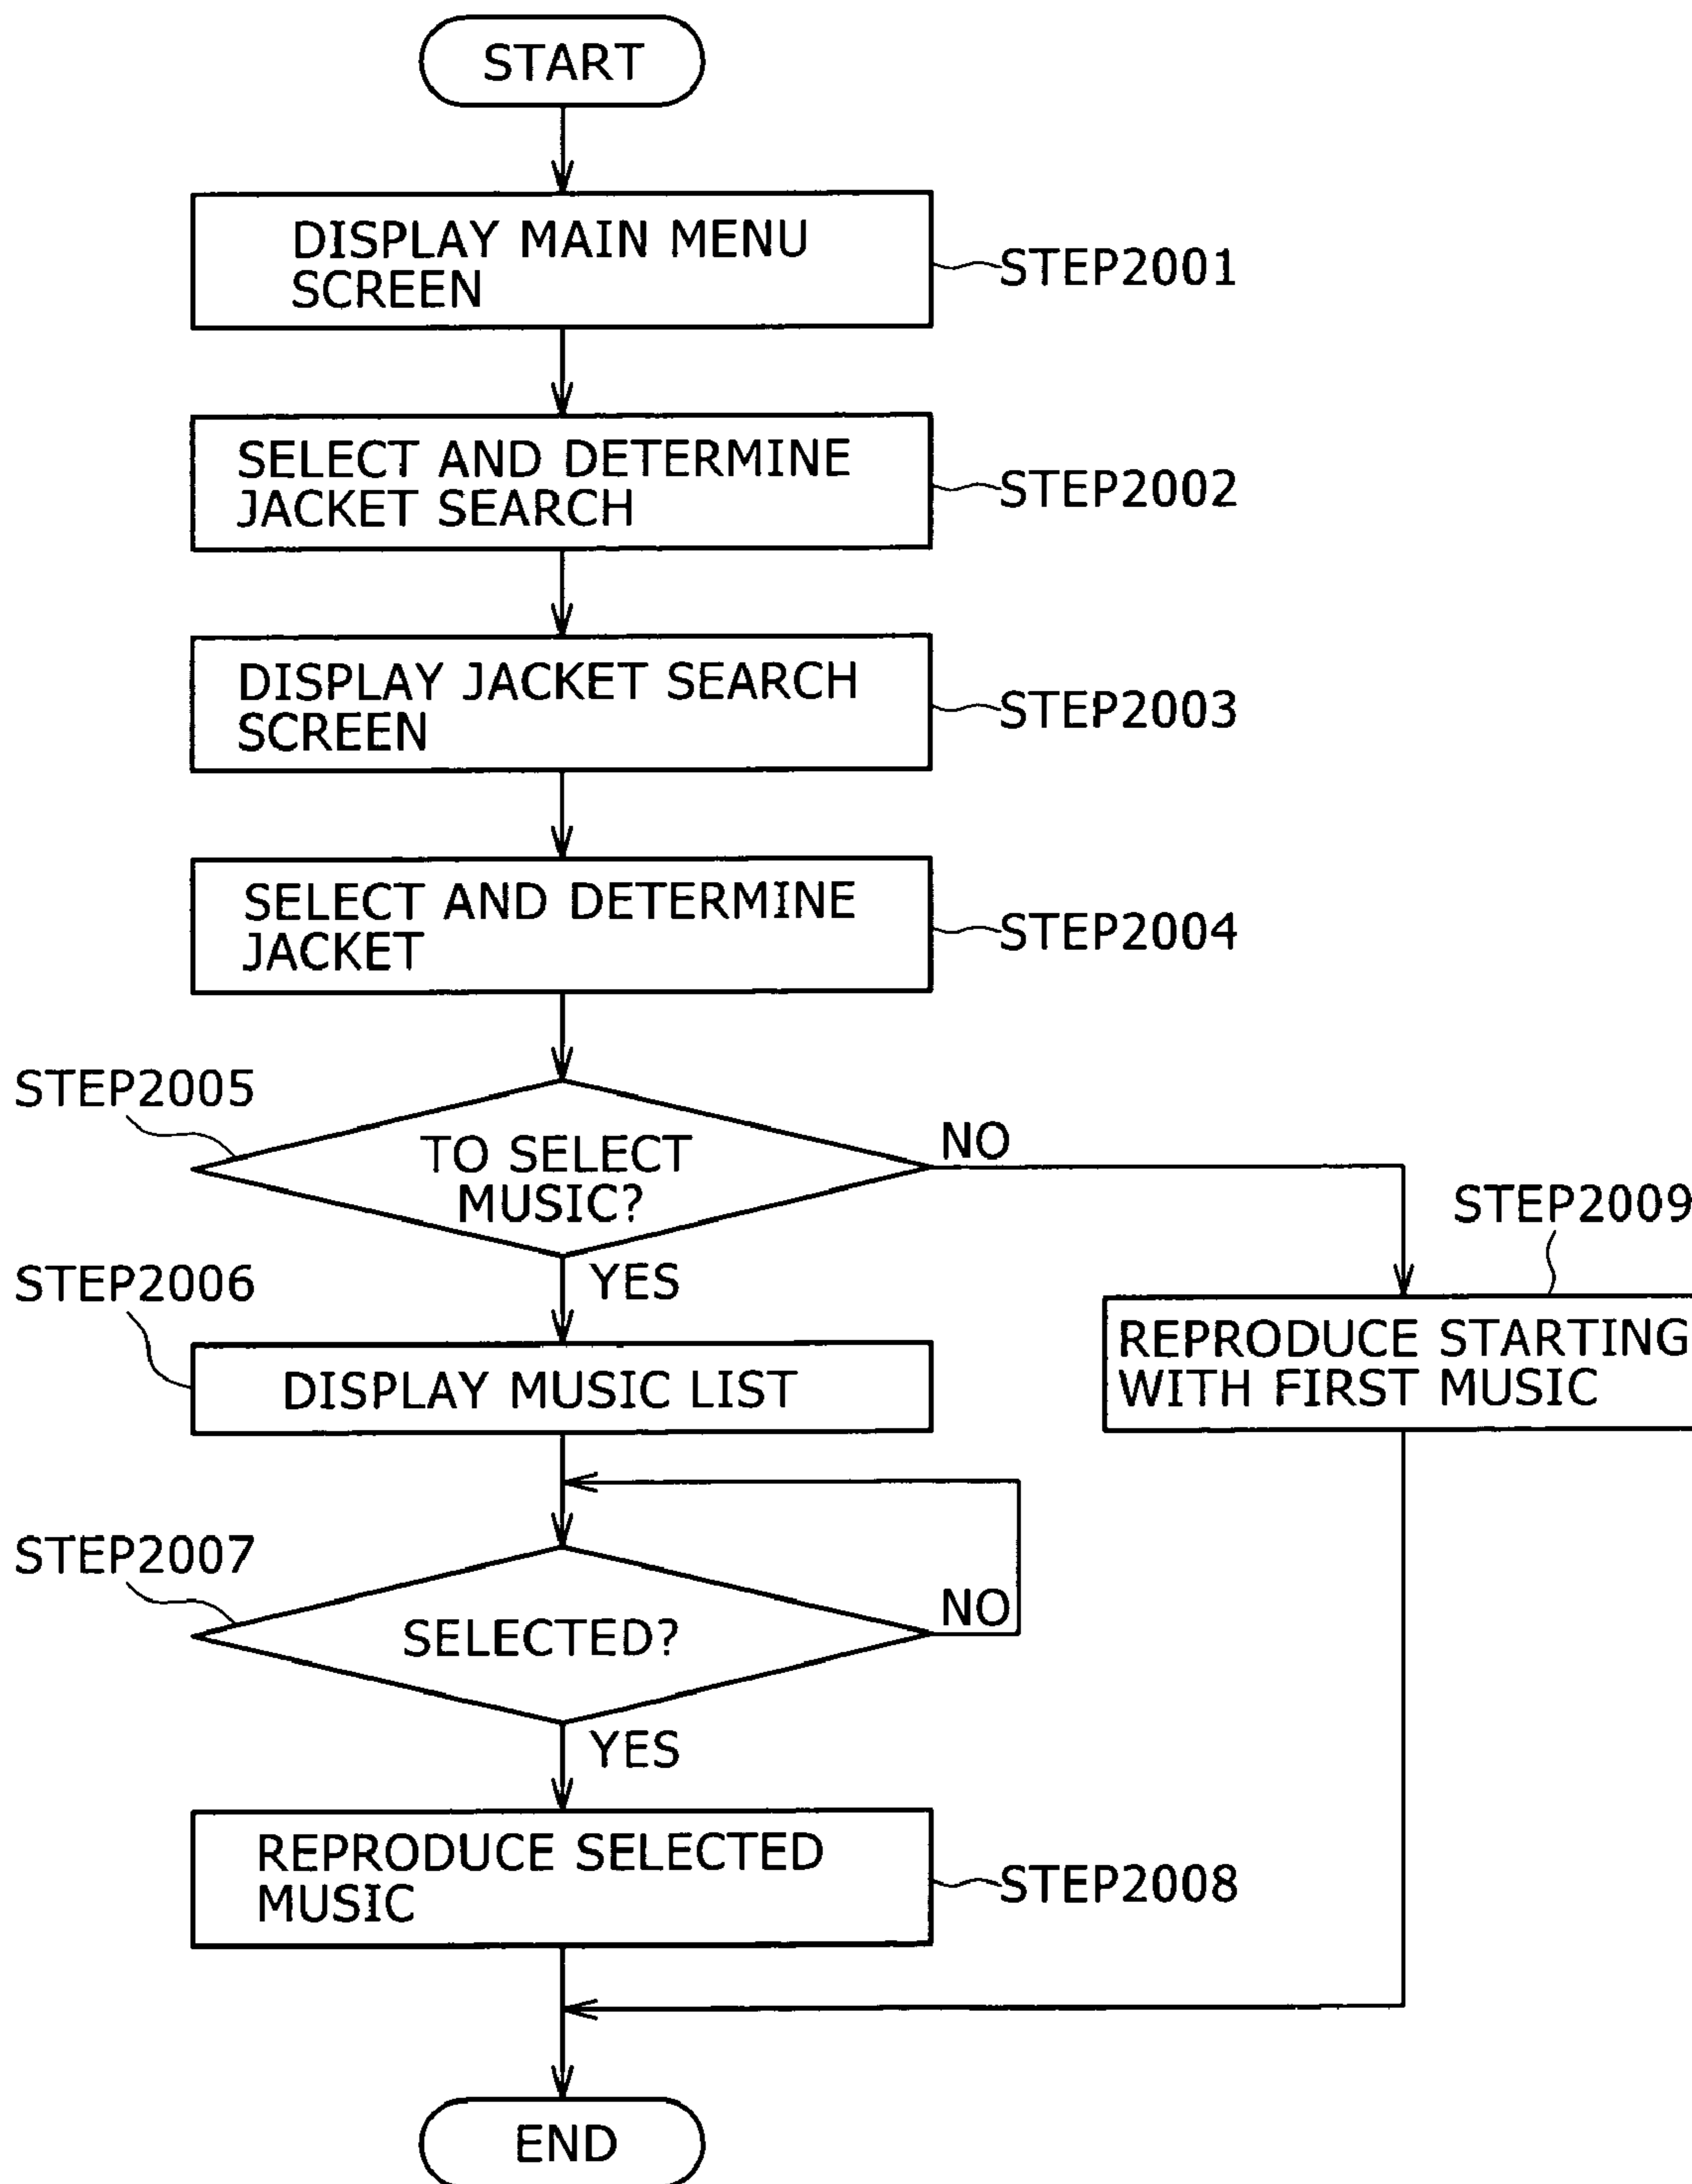 START
DISPLAY MAIN MENU
SCREEN
STEP2001
SELECT AND DETERMINE
JACKET SEARCH
STEP2002
DISPLAY JACKET SEARCH
SCREEN
STEP2003
SELECT AND DETERMINE
JACKET
STEP2004
STEP2005
TO SELECT
MUSIC?
NO
YES
STEP2009
REPRODUCE STARTING
WITH FIRST MUSIC
STEP2006
DISPLAY MUSIC LIST
STEP2007
SELECTED?
NO
YES
REPRODUCE SELECTED
MUSIC
STEP2008
END